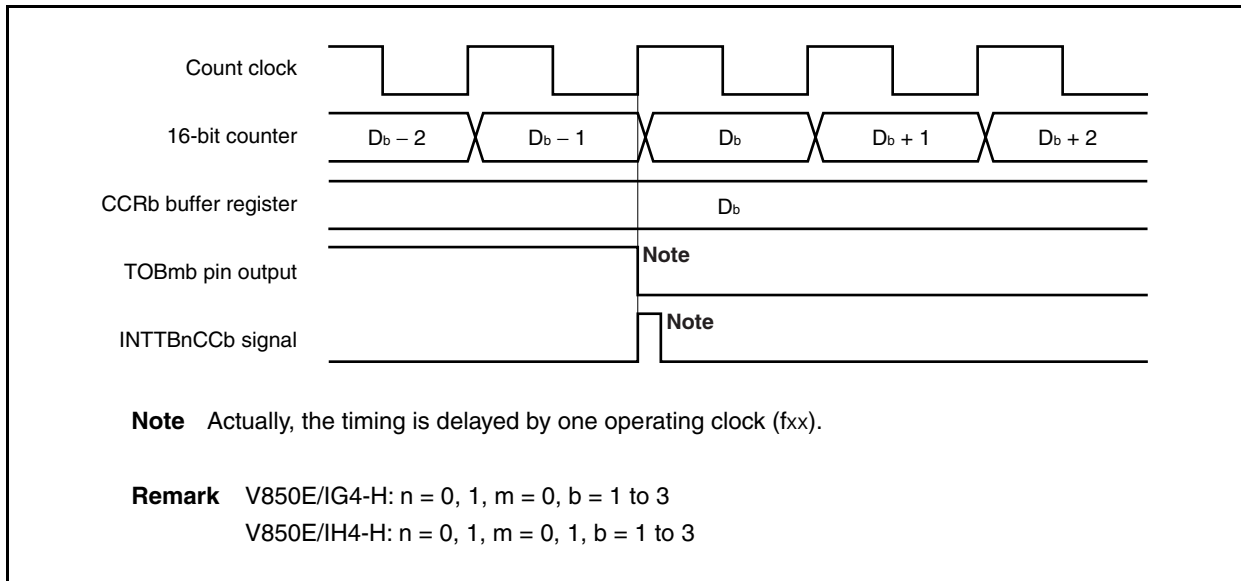 Count clock
16-bit counter
Db − 2 Db − 1 Db Db + 1 Db + 2
CCRb buffer register
Db
TOBmb pin output
Note
INTTBnCCb signal
Note
Note Actually, the timing is delayed by one operating clock (fxx).
Remark V850E/IG4-H: n = 0, 1, m = 0, b = 1 to 3
V850E/IH4-H: n = 0, 1, m = 0, 1, b = 1 to 3